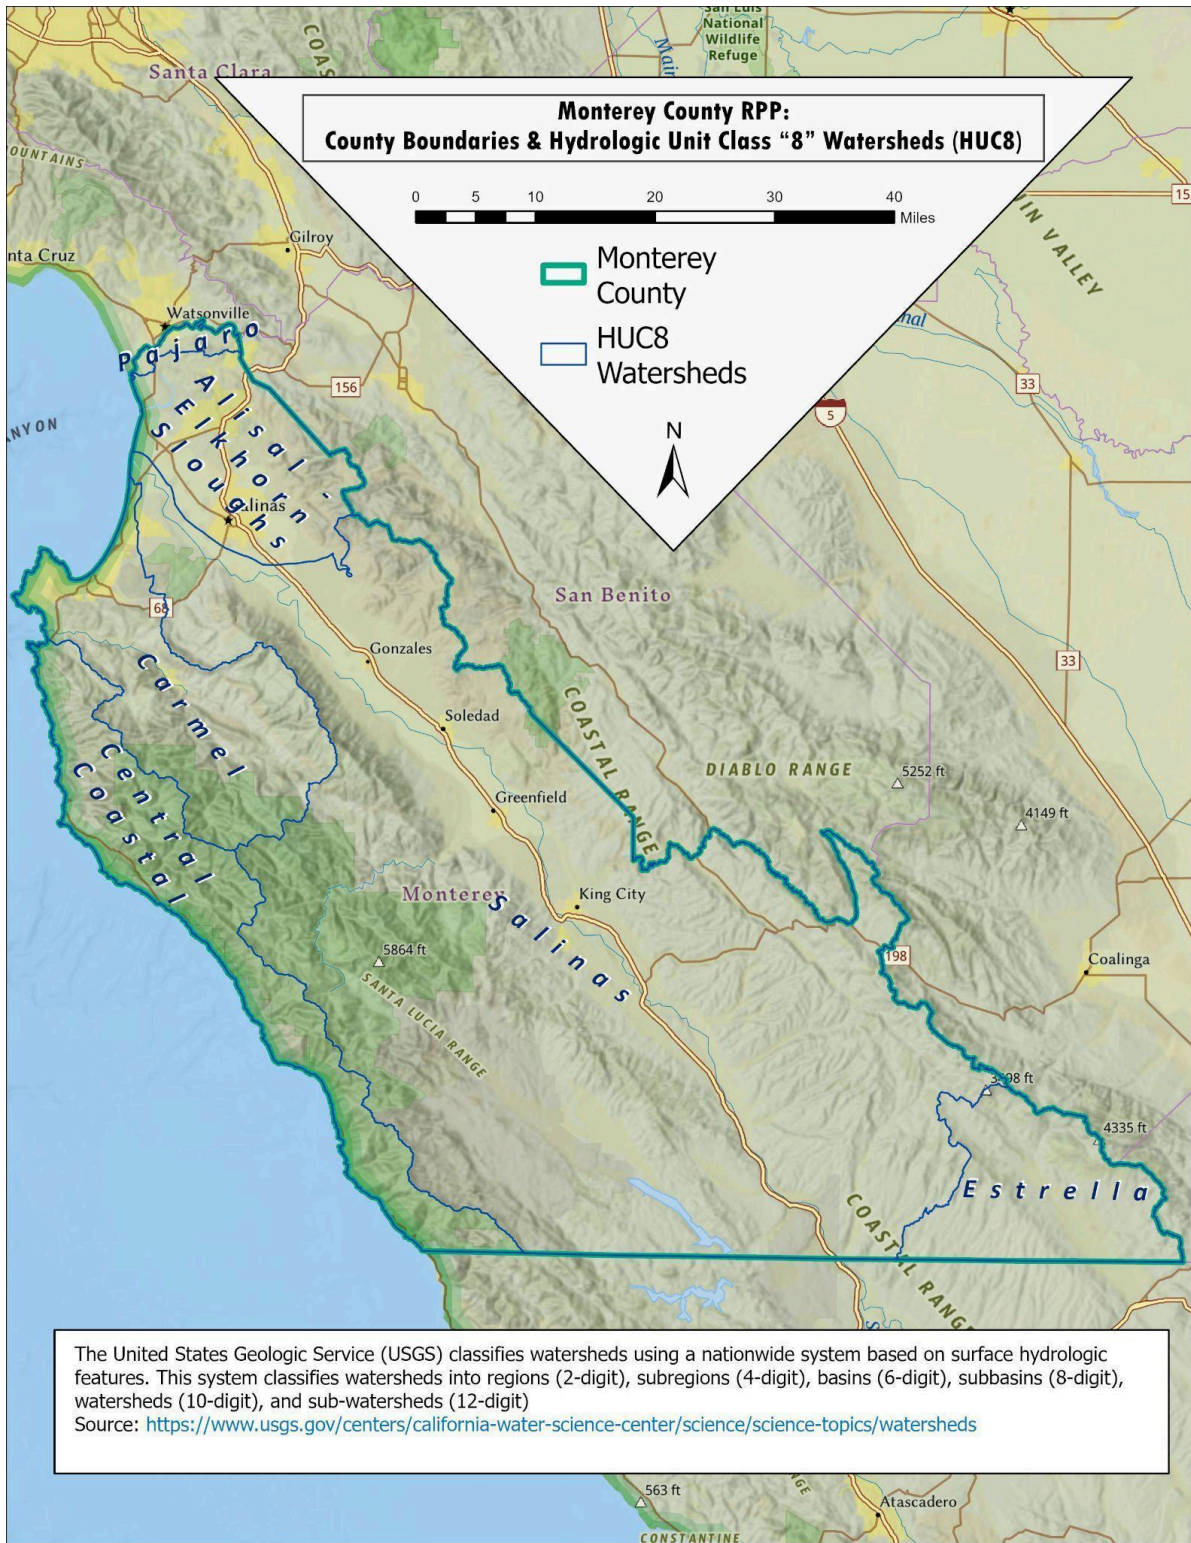 San Luis
National
Wildlife
Refuge
Santa Clara
Monterey County RPP:
County Boundaries & Hydrologic Unit Class “8” Watersheds (HUC8)
0 5 10 20 30 40
Miles
Monterey
County
HUC8
Watersheds
N
Gilroy
nta Cruz
Watsonville
Pajaro
156
33
5
Alisal -
Elkhorn
Sloughs
alinas
San Benito
68
Gonzales
33
Carmel
Soledad
COASTAL RANGE
DIABLO RANGE
5252 ft
4149 ft
Central
Coastal
Greenfield
Monterey
King City
Salinas
5864 ft
SANTA LUCIA RANGE
198
Coalinga
4335 ft
Estrella
COASTAL RANGE
The United States Geologic Service (USGS) classifies watersheds using a nationwide system based on surface hydrologic
features. This system classifies watersheds into regions (2-digit), subregions (4-digit), basins (6-digit), subbasins (8-digit),
watersheds (10-digit), and sub-watersheds (12-digit)
Source: https://www.usgs.gov/centers/california-water-science-center/science/science-topics/watersheds
563 ft
Atascadero
CONSTANTINE